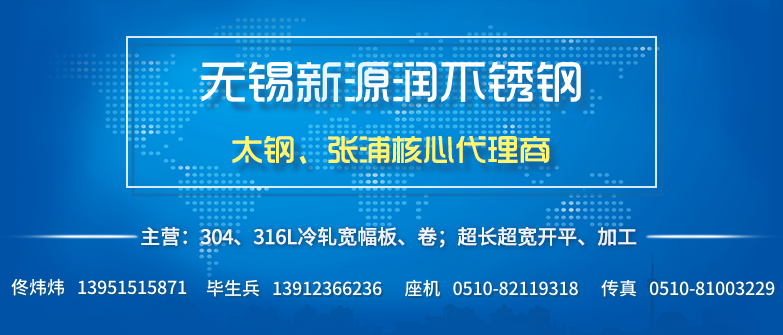 无锡新源润不锈钢
太钢、张浦核心代理商
主营：304、316L冷轧宽幅板、卷；超长超宽开平、加工
佟炜炜 13951515871 毕生兵 13912366236 座机 0510-82119318 传真 0510-81003229